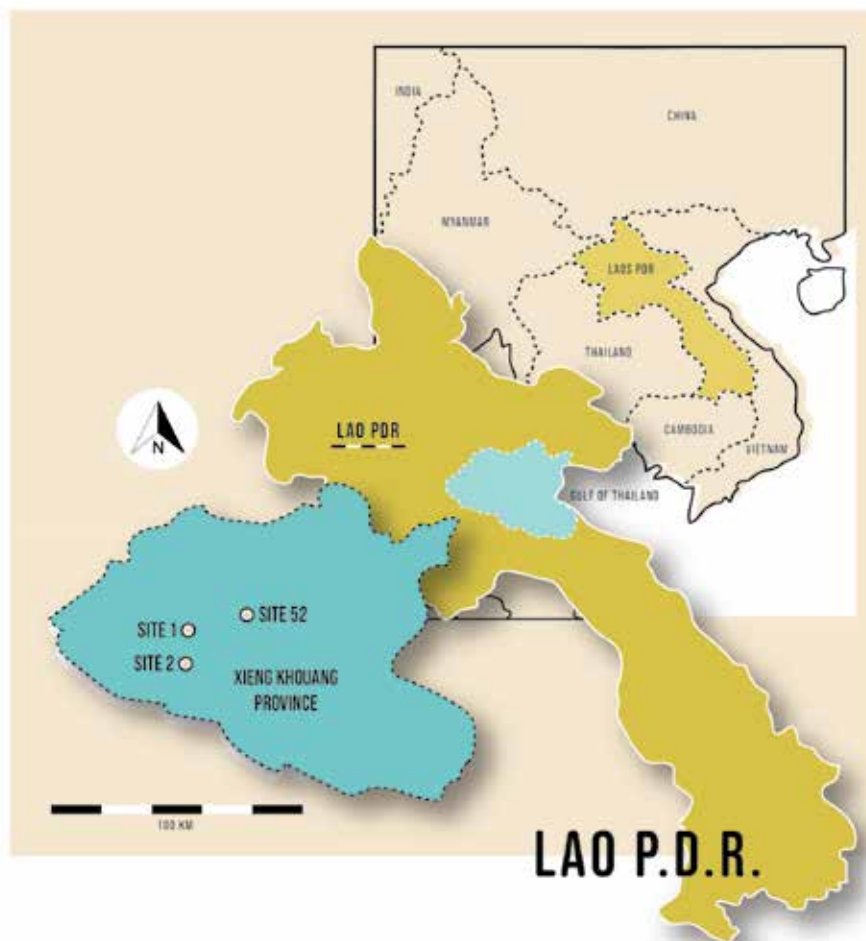 INDIA
CHINA
MYANMAR
LAOS PDR
THAILAND
CAMBODIA
VIETNAM
GULF OF THAILAND
LAO PDR
N
SITE 52
SITE 1
SITE 2
XIENG KHOUANG
PROVINCE
100 KM
LAO P.D.R.